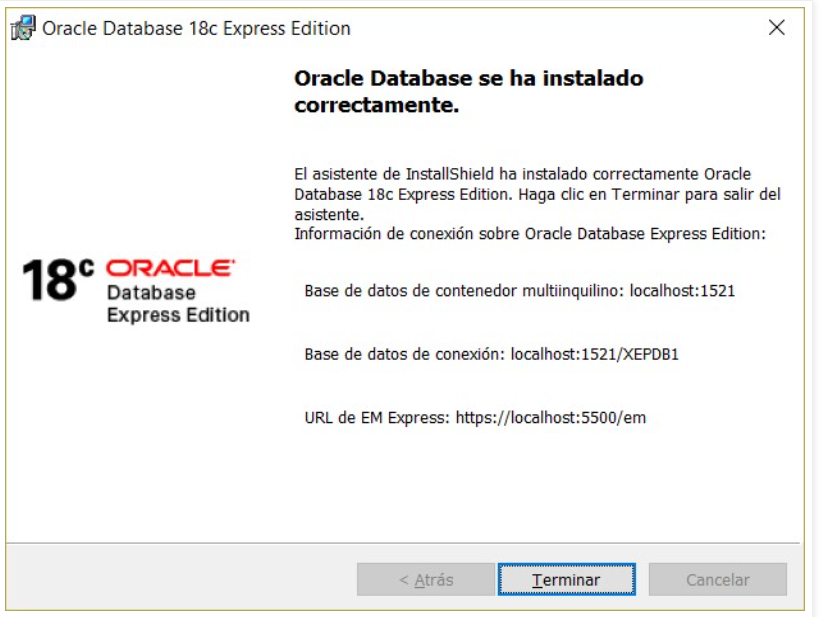 Oracle Database 18c Express Edition
Oracle Database se ha instalado
correctamente.
El asistente de InstallShield ha instalado correctamente Oracle
Database 18c Express Edition. Haga clic en Terminar para salir del
asistente.
Información de conexión sobre Oracle Database Express Edition:
18c ORACLE
Database
Express Edition
Base de datos de contenedor multiinquilino: localhost:1521
Base de datos de conexión: localhost:1521/XEPDB1
URL de EM Express: https://localhost:5500/em
< Atrás
Terminar
Cancelar